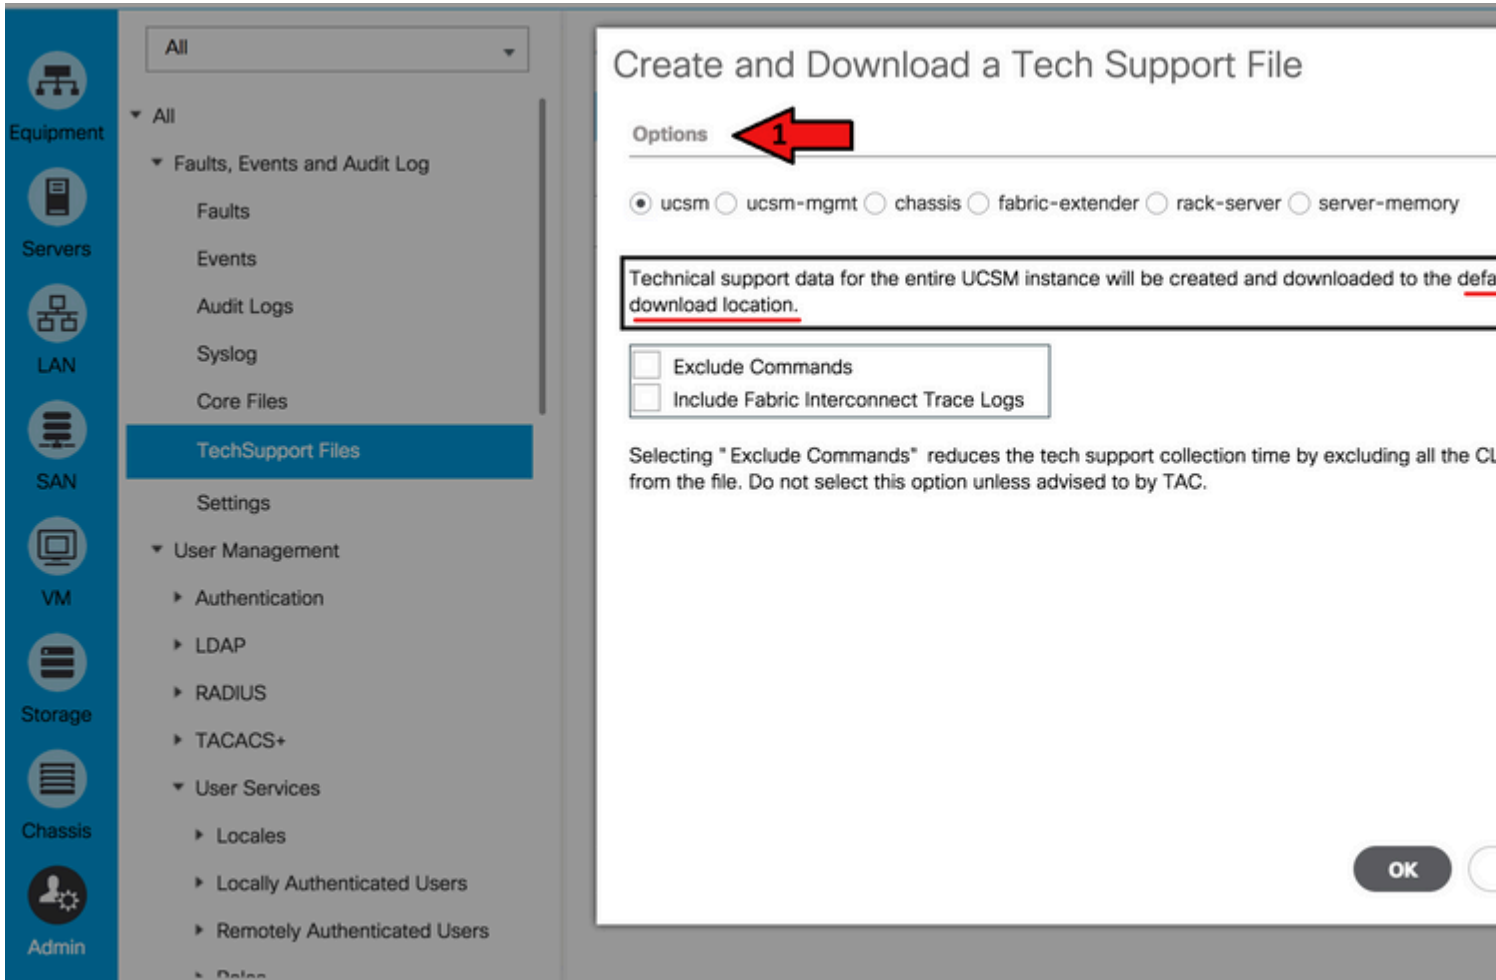 Equipment
Servers
LAN
SAN
VM
Storage
Chassis
Admin
All
All
Faults, Events and Audit Log
Faults
Events
Audit Logs
Syslog
Core Files
TechSupport Files
Settings
User Management
Authentication
LDAP
RADIUS
TACACS+
User Services
Locales
Locally Authenticated Users
Remotely Authenticated Users
Create and Download a Tech Support File
Options
1
ucsm ucsm-mgmt chassis fabric-extender rack-server server-memory
Technical support data for the entire UCSM instance will be created and downloaded to the defa
download location.
Exclude Commands
Include Fabric Interconnect Trace Logs
Selecting "Exclude Commands" reduces the tech support collection time by excluding all the CL
from the file. Do not select this option unless advised to by TAC.
OK